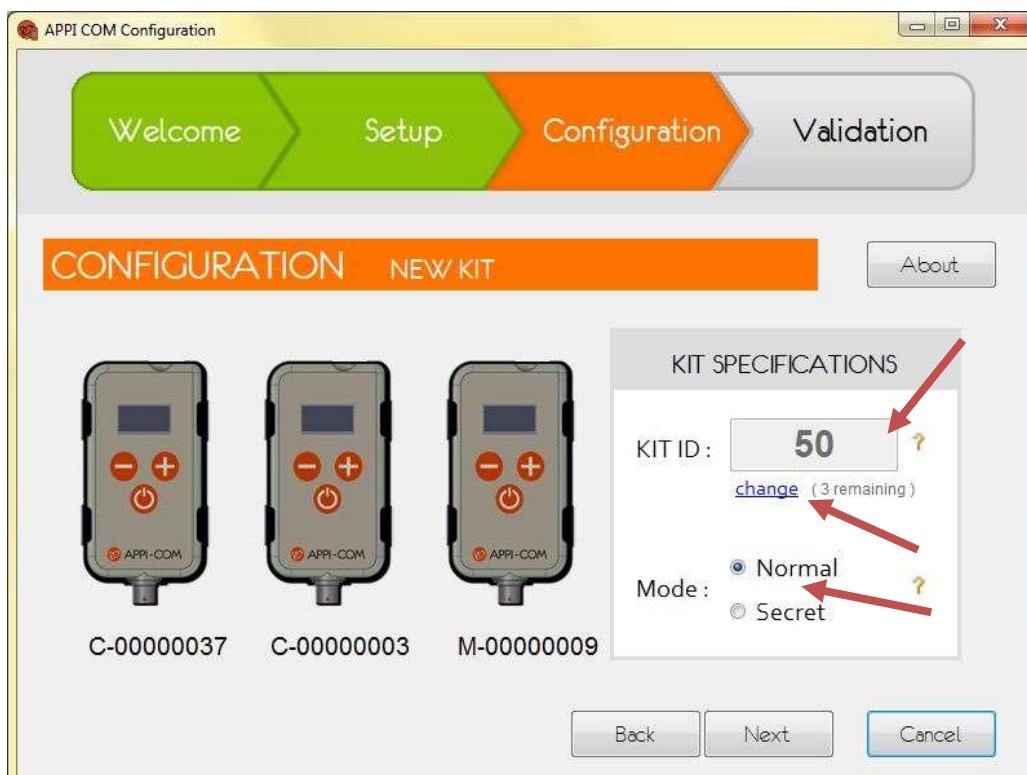 APPI COM Configuration
Welcome Setup Configuration Validation
CONFIGURATION NEW KIT
About
KIT SPECIFICATIONS
KIT ID : 50 ?
change ( 3 remaining )
Mode : Normal ?
Secret
APPI-COM APPI-COM APPI-COM
C-00000037 C-00000003 M-00000009
Back Next Cancel